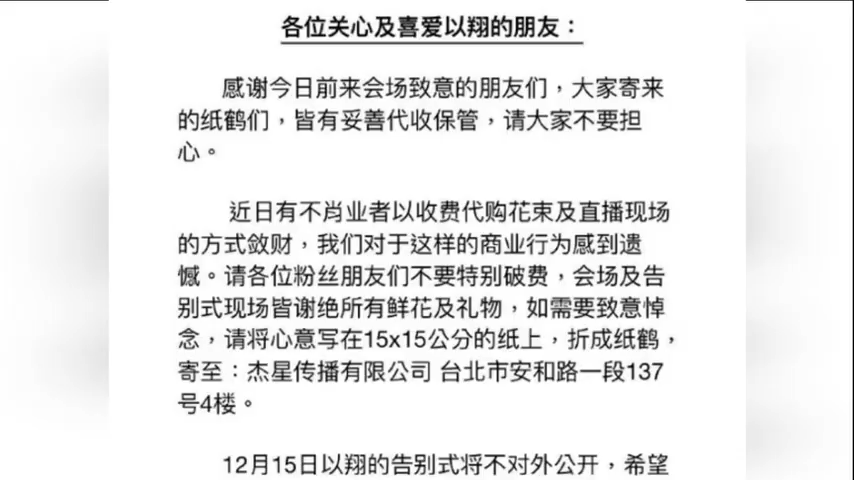 各位关心及喜爱以翔的朋友：
感谢今日前来会场致意的朋友们，大家寄来
的纸鹤们，皆有妥善代收保管，请大家不要担
心。
近日有不肖业者以收费代购花束及直播现场
的方式敛财，我们对于这样的商业行为感到遗
憾。请各位粉丝朋友们不要特别破费，会场及告
别式现场皆谢绝所有鲜花及礼物，如需要致意悼
念，请将心意写在15x15公分的纸上，折成纸鹤，
寄至：杰星传播有限公司 台北市安和路一段137
号4楼。
12月15日以翔的告别式将不对外公开，希望